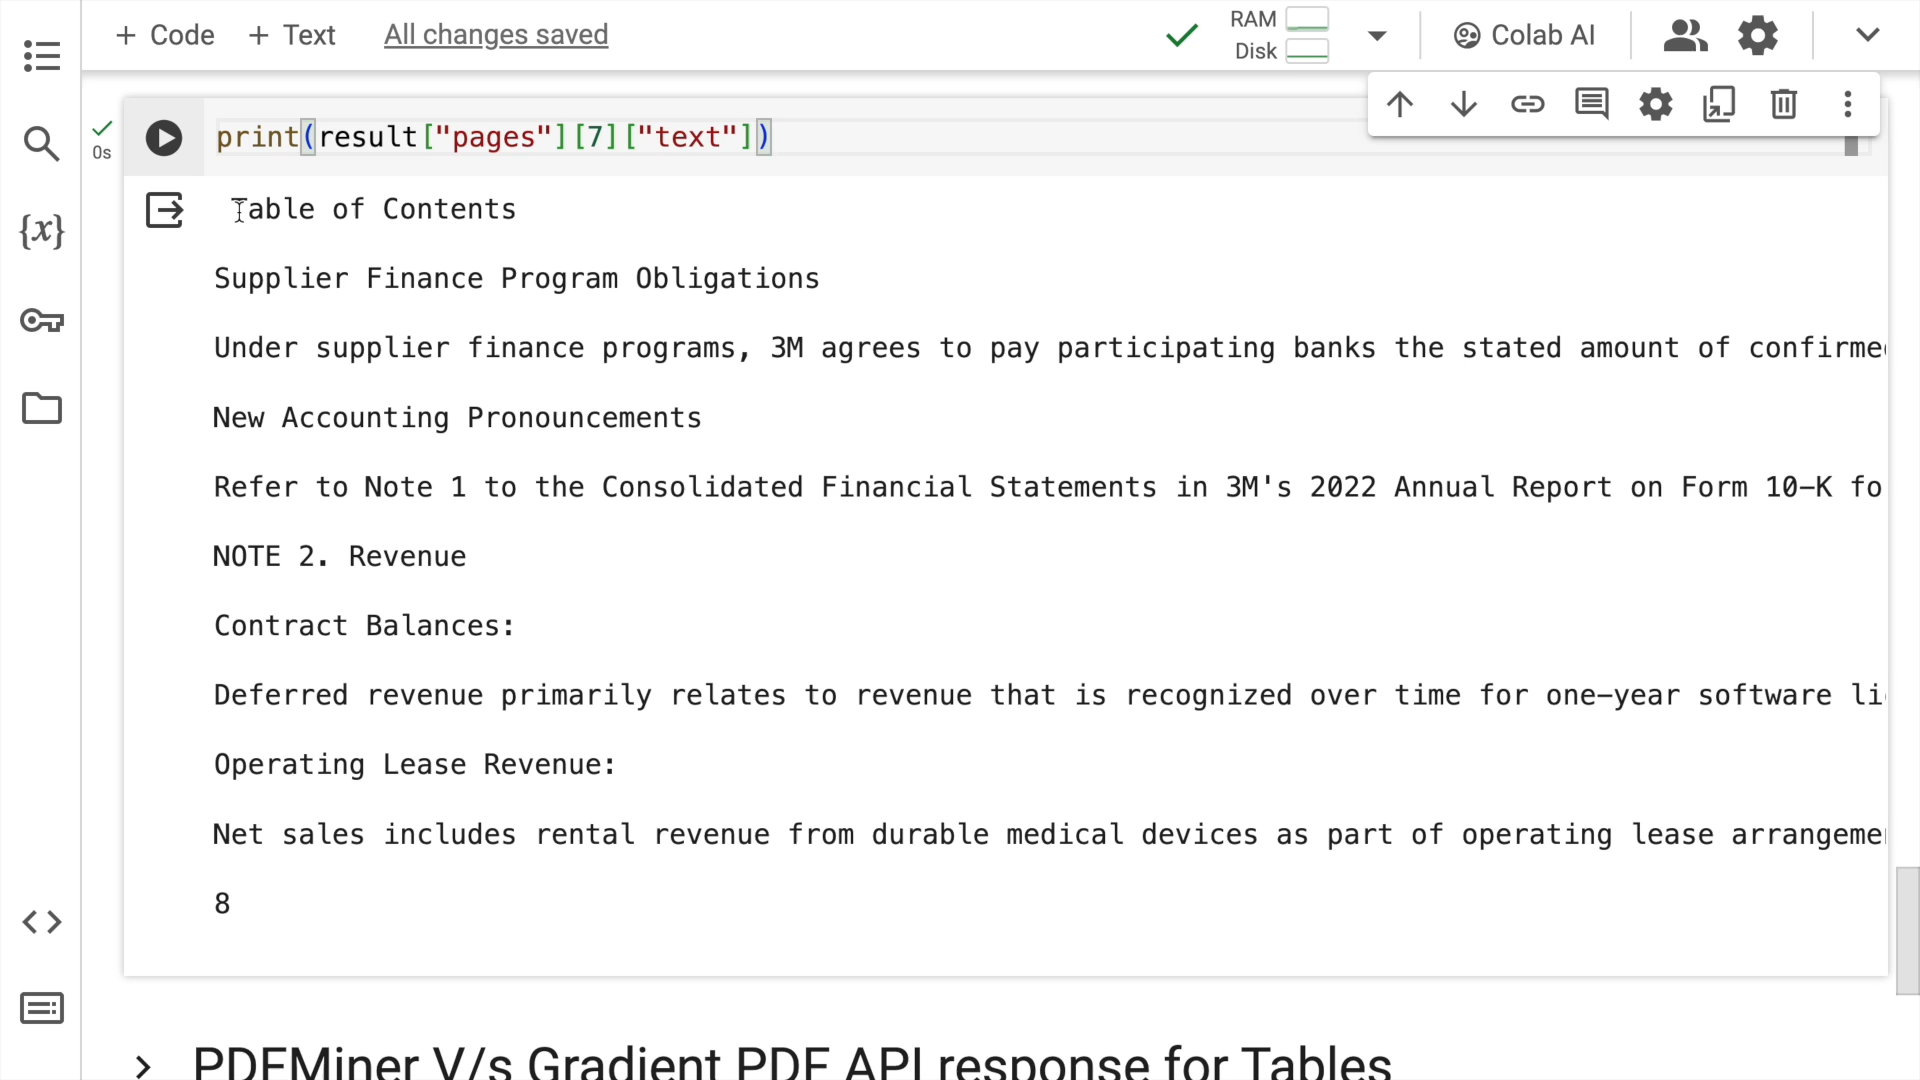 + Code + Text All changes saved RAM Disk Colab AI
0s
print(result["pages"][7]["text"])
Table of Contents
Supplier Finance Program Obligations
Under supplier finance programs, 3M agrees to pay participating banks the stated amount of confirmed
New Accounting Pronouncements
Refer to Note 1 to the Consolidated Financial Statements in 3M's 2022 Annual Report on Form 10-K fo
NOTE 2. Revenue
Contract Balances:
Deferred revenue primarily relates to revenue that is recognized over time for one-year software li
Operating Lease Revenue:
Net sales includes rental revenue from durable medical devices as part of operating lease arrangeme
8
PDFMiner V/s Gradient PDF API response for Tables
{x}